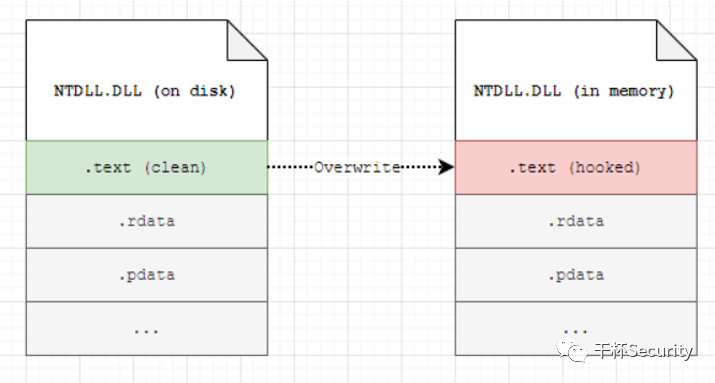 NTDLL.DLL (on disk)
NTDLL.DLL (in memory)
.text (clean)
Overwrite
.text (hooked)
.rdata
.rdata
.pdata
.pdata
...
...
干杯Security